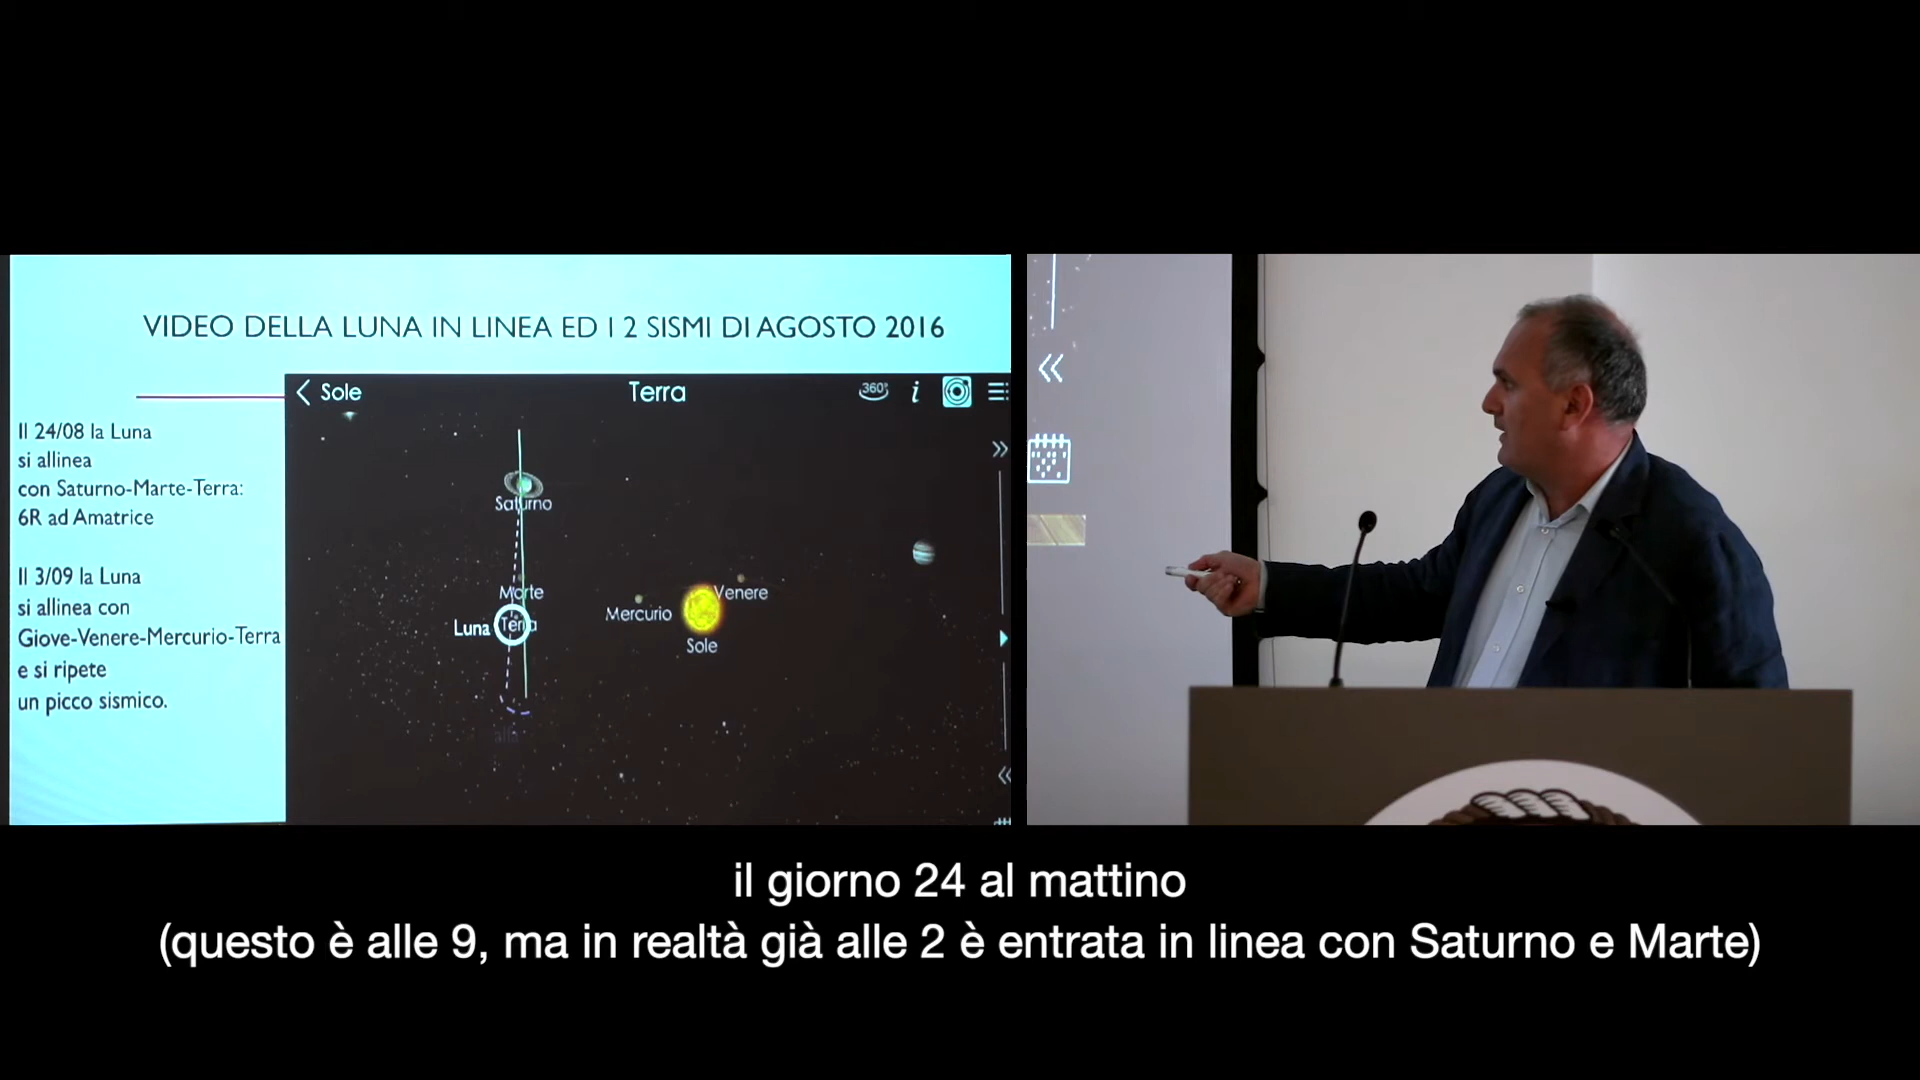 VIDEO DELLA LUNA IN LINEA ED I 2 SISMI DI AGOSTO 2016
Sole
Terra
360°
i
Il 24/08 la Luna
si allinea
con Saturno-Marte-Terra:
6R ad Amatrice
Il 3/09 la Luna
si allinea con
Giove-Venere-Mercurio-Terra
e si ripete
un picco sismico.
Saturno
Marte
Luna
Terra
Mercurio
Venere
Sole
il giorno 24 al mattino
(questo è alle 9, ma in realtà già alle 2 è entrata in linea con Saturno e Marte)